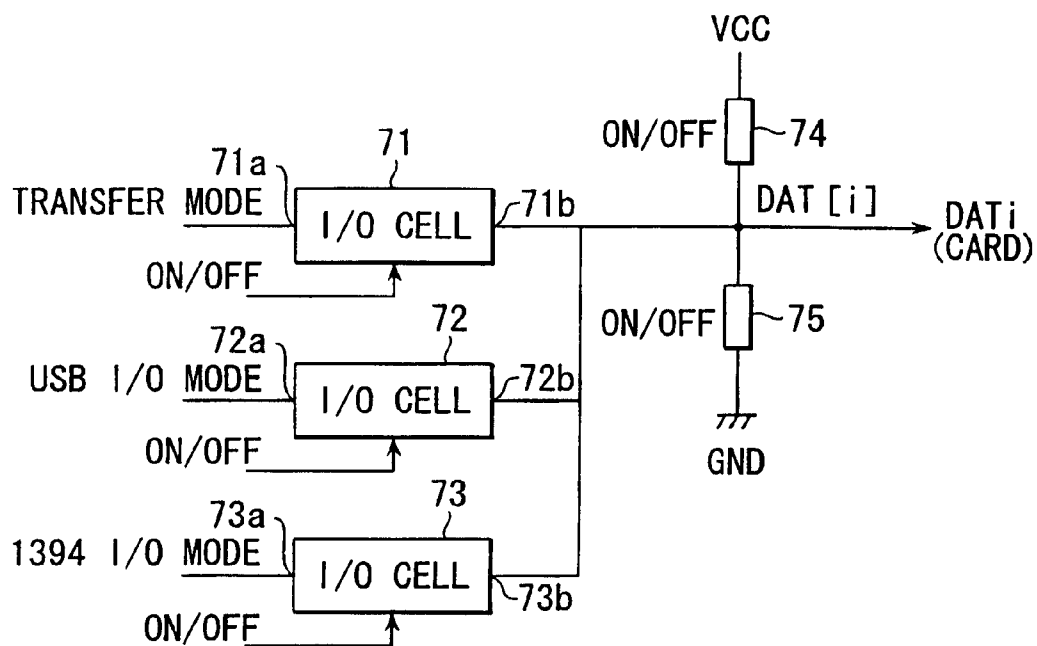 VCC
ON/OFF
74
71
71a
TRANSFER MODE
I/O CELL
71b
DAT [i]
DATi
(CARD)
ON/OFF
ON/OFF
75
72
72a
USB I/O MODE
I/O CELL
72b
ON/OFF
GND
73
73a
1394 I/O MODE
I/O CELL
73b
ON/OFF